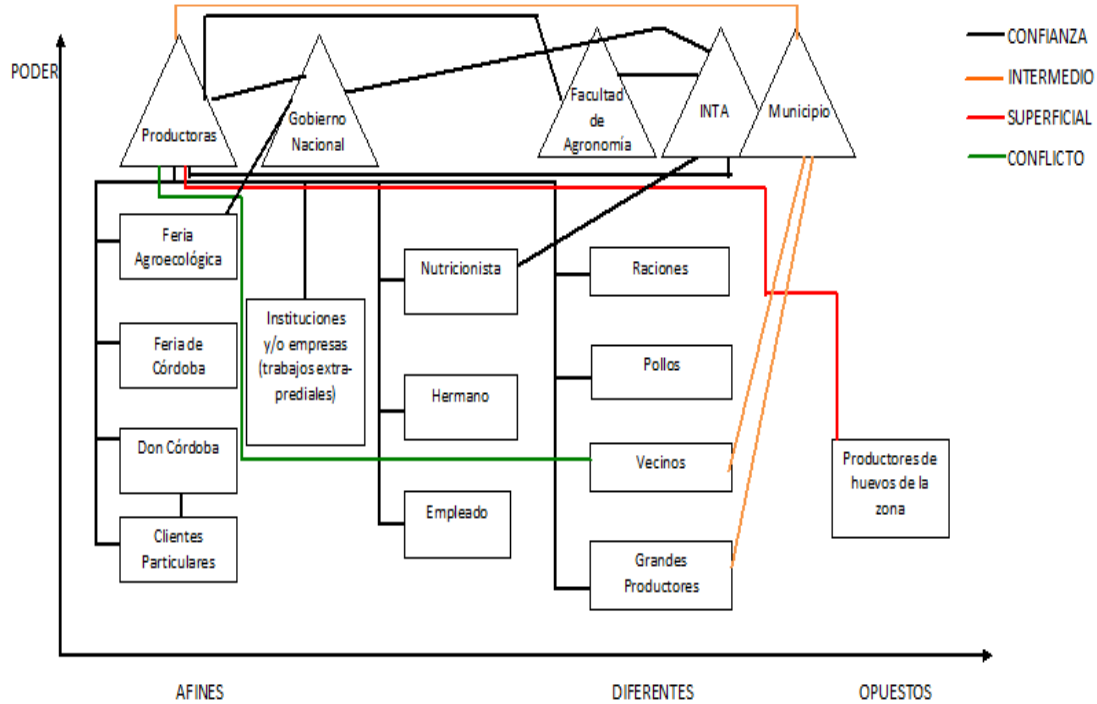 PODER
Productoras
Gobierno
Nacional
Facultad
de
Agronomía
INTA
Municipio
CONFIANZA
INTERMEDIO
SUPERFICIAL
CONFLICTO
Feria
Agroecológica
Feria de
Córdoba
Don Córdoba
Clientes
Particulares
Instituciones
y/o empresas
(trabajos extra-
prediales)
Nutricionista
Hermano
Empleado
Raciones
Pollos
Vecinos
Grandes
Productores
Productores de
huevos de la
zona
AFINES
DIFERENTES
OPUESTOS